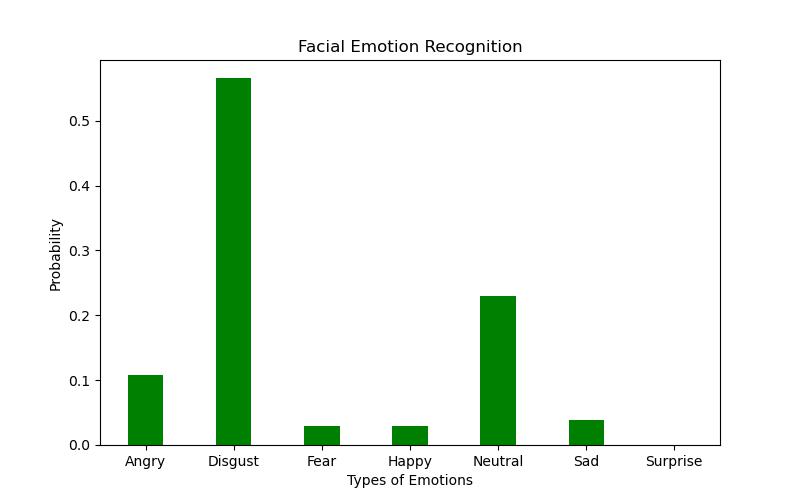 Facial Emotion Recognition
Probability
0.5
0.4
0.3
0.2
0.1
0.0
Angry Disgust Fear Happy Neutral Sad Surprise
Types of Emotions